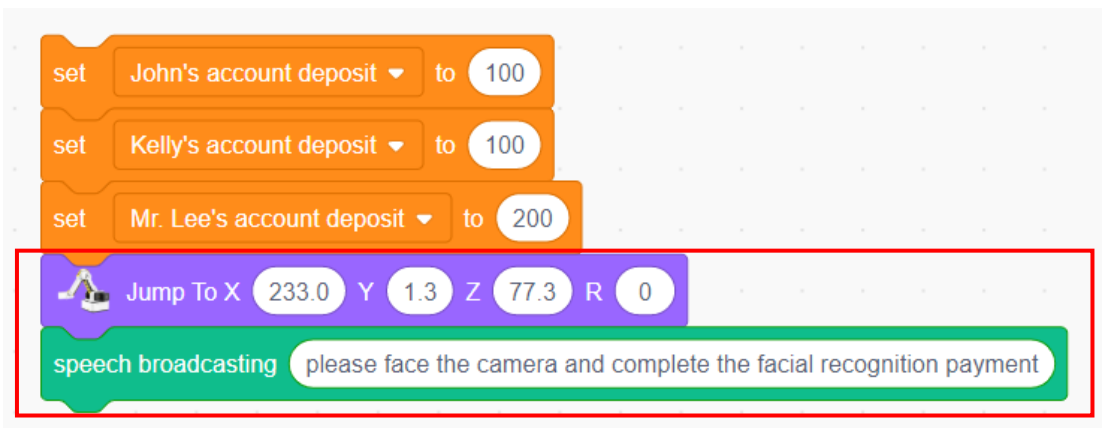 set John's account deposit to 100
set Kelly's account deposit to 100
set Mr. Lee's account deposit to 200
Jump To X 233.0 Y 1.3 Z 77.3 R 0
speech broadcasting please face the camera and complete the facial recognition payment